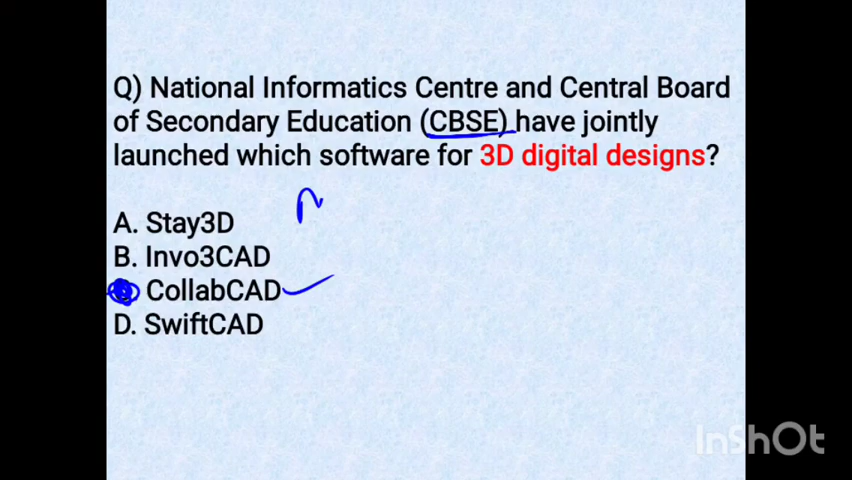 Q) National Informatics Centre and Central Board
of Secondary Education (CBSE) have jointly
launched which software for 3D digital designs?
A. Stay3D
B. Invo3CAD
CollabCAD
D. SwiftCAD
InShOt